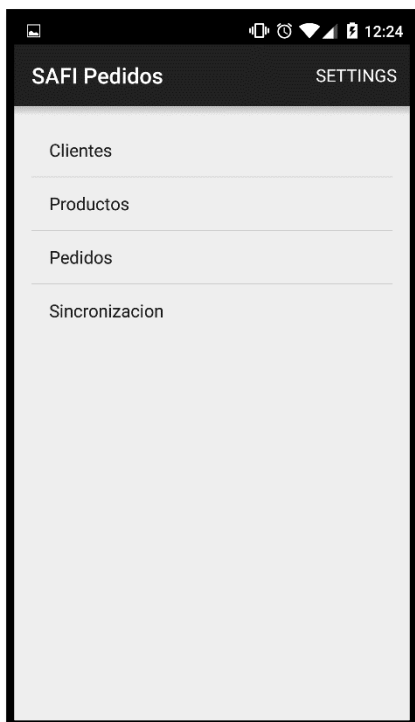 12:24
SAFI Pedidos SETTINGS
Clientes
Productos
Pedidos
Sincronizacion